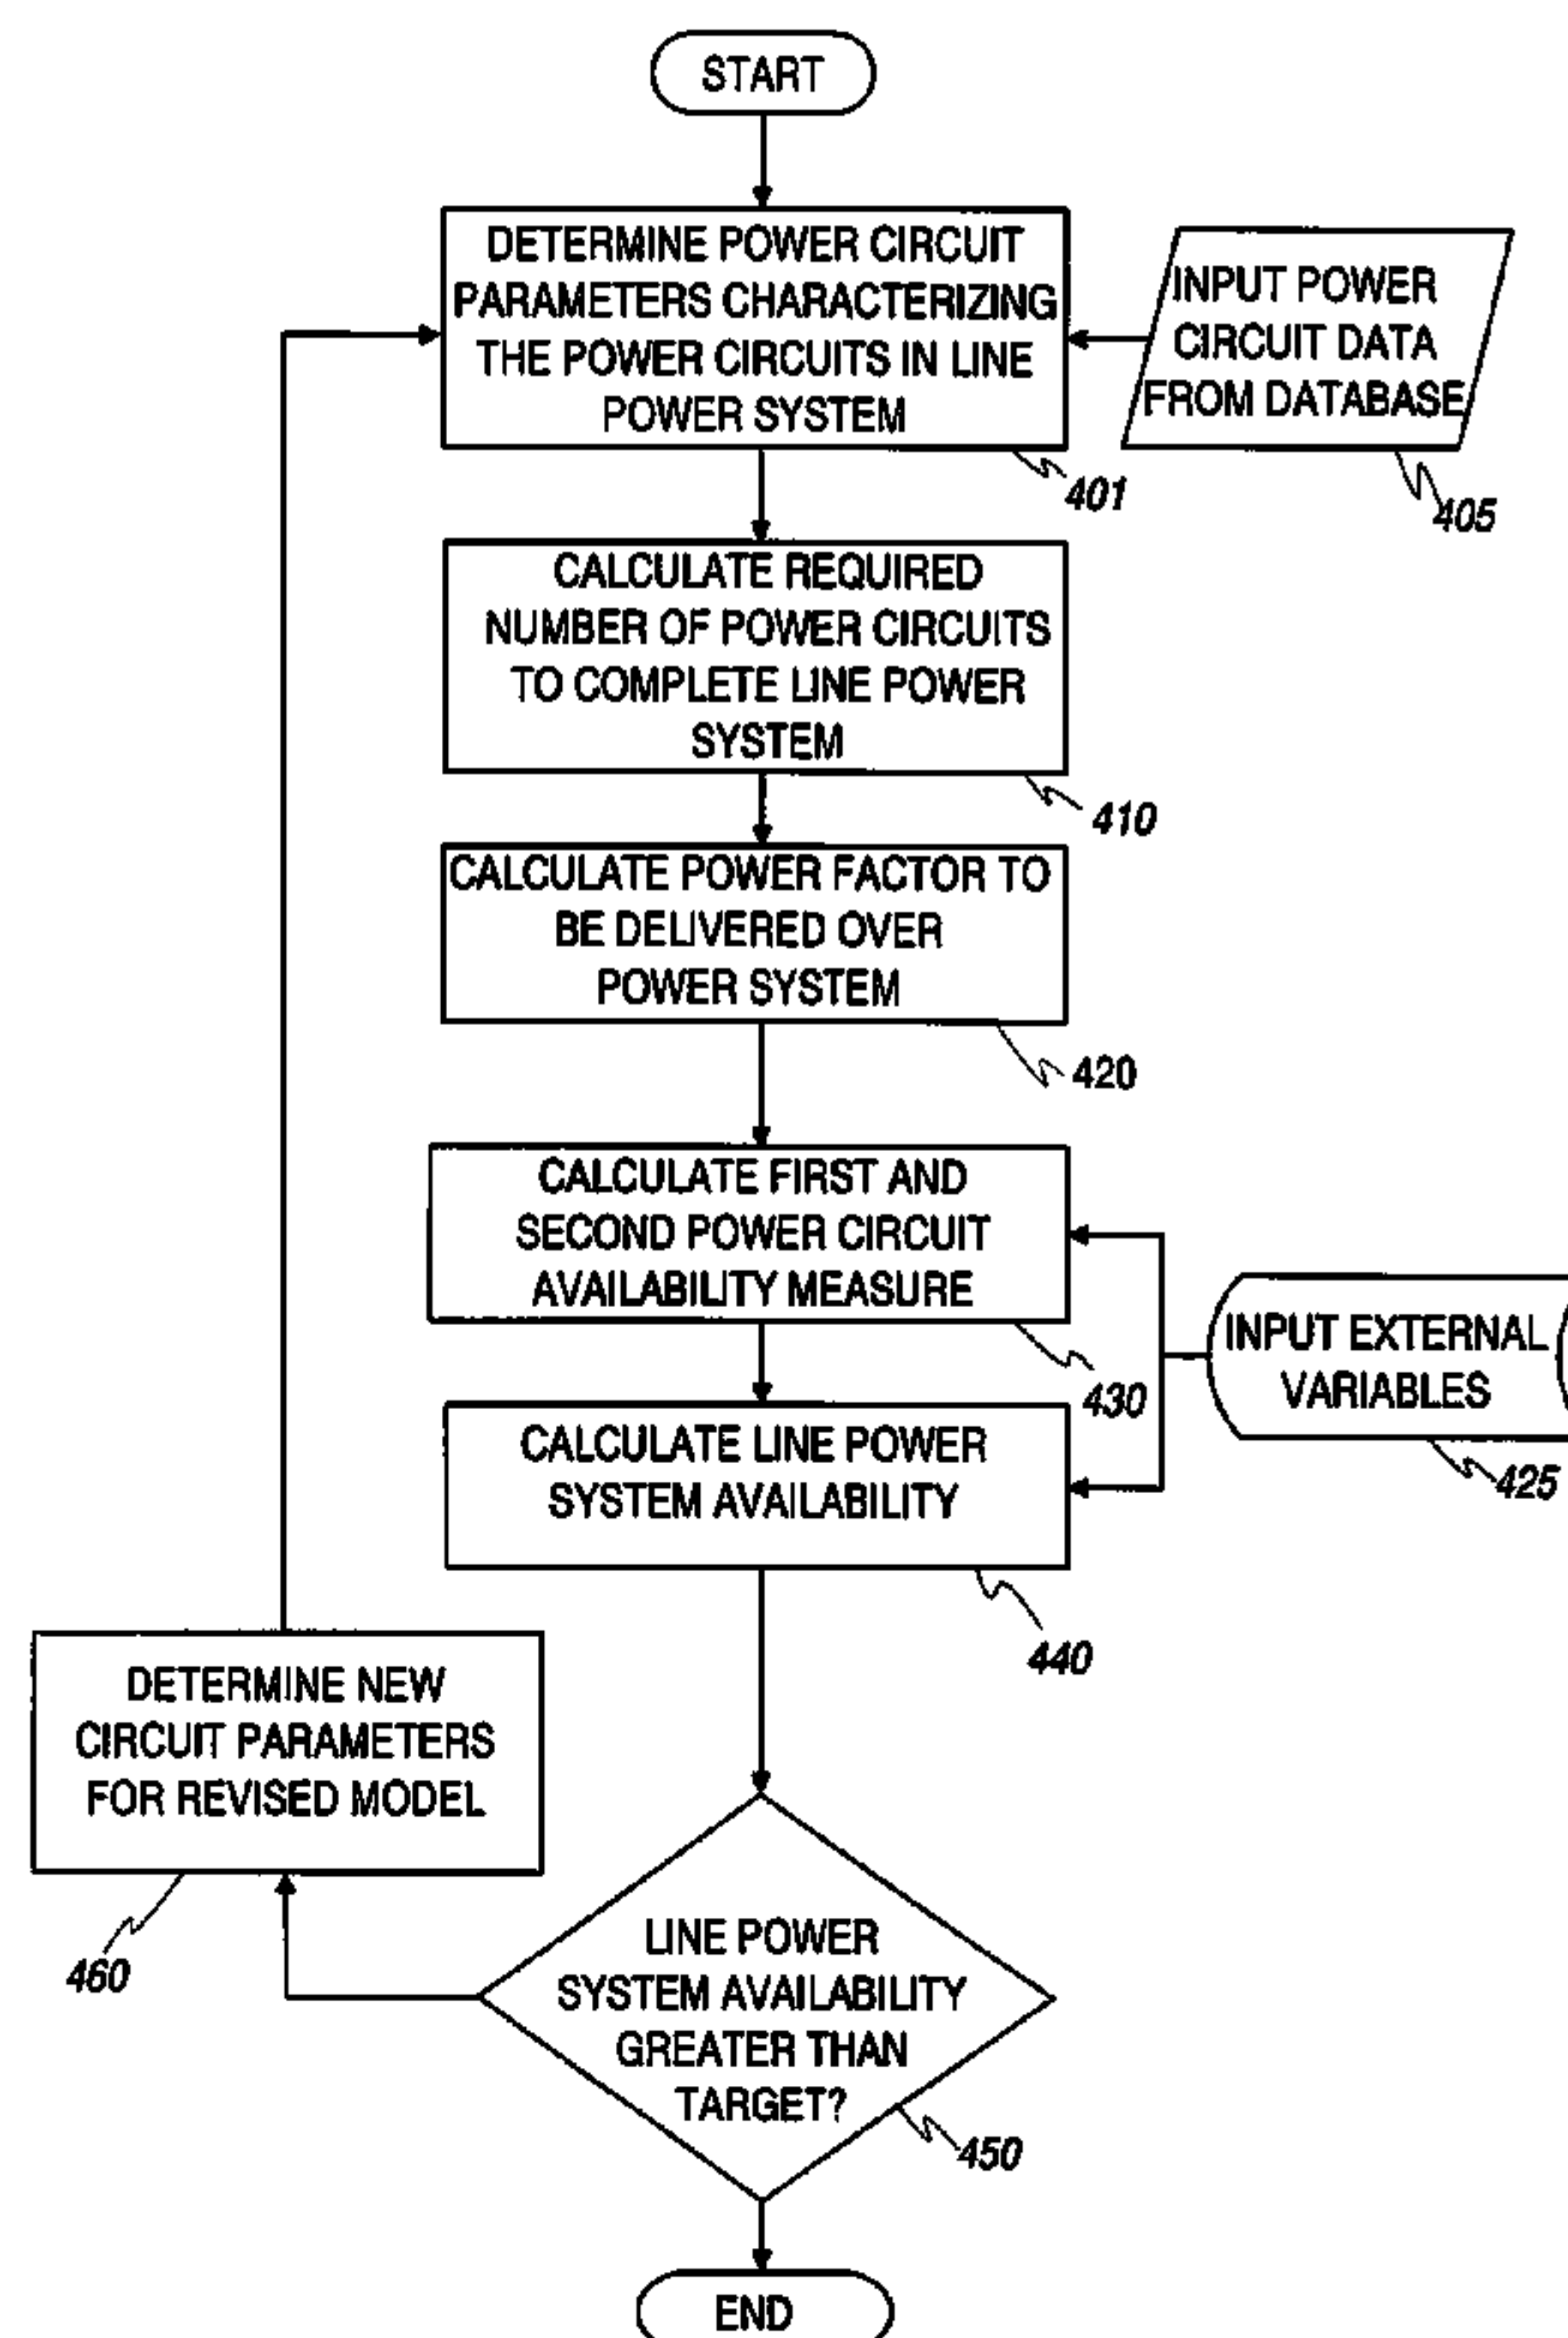 START
DETERMINE POWER CIRCUIT
PARAMETERS CHARACTERIZING
THE POWER CIRCUITS IN LINE
POWER SYSTEM
401
INPUT POWER
CIRCUIT DATA
FROM DATABASE
405
CALCULATE REQUIRED
NUMBER OF POWER CIRCUITS
TO COMPLETE LINE POWER
SYSTEM
410
CALCULATE POWER FACTOR TO
BE DELIVERED OVER
POWER SYSTEM
420
CALCULATE FIRST AND
SECOND POWER CIRCUIT
AVAILABILITY MEASURE
430
INPUT EXTERNAL
VARIABLES
425
CALCULATE LINE POWER
SYSTEM AVAILABILITY
440
DETERMINE NEW
CIRCUIT PARAMETERS
FOR REVISED MODEL
460
LINE POWER
SYSTEM AVAILABILITY
GREATER THAN
TARGET?
450
END